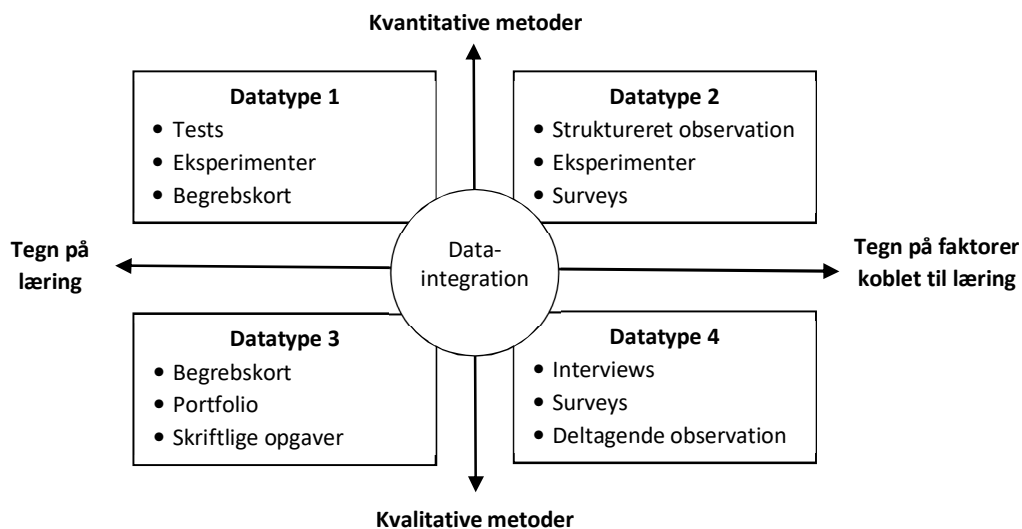 Kvantitative metoder
Datatype 1
• Tests
• Eksperimenter
• Begrebskort
Datatype 2
• Struktureret observation
• Eksperimenter
• Surveys
Tegn på
læring
Data-
integration
Tegn på faktorer
koblet til læring
Datatype 3
• Begrebskort
• Portfolio
• Skriftlige opgaver
Datatype 4
• Interviews
• Surveys
• Deltagende observation
Kvalitative metoder